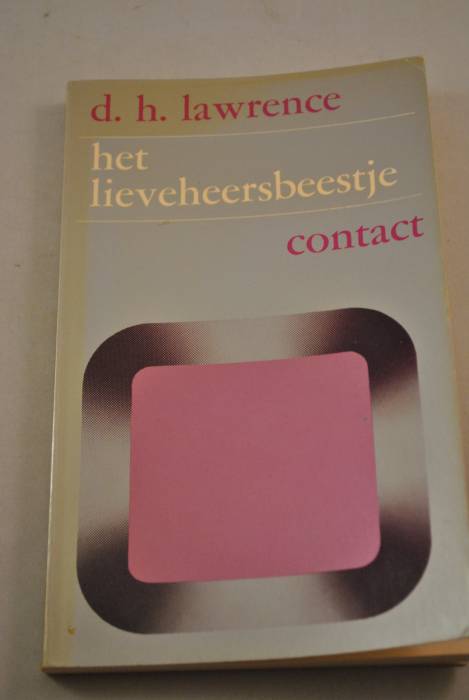 d. h. lawrence
het
lieveheersbeestje
contact